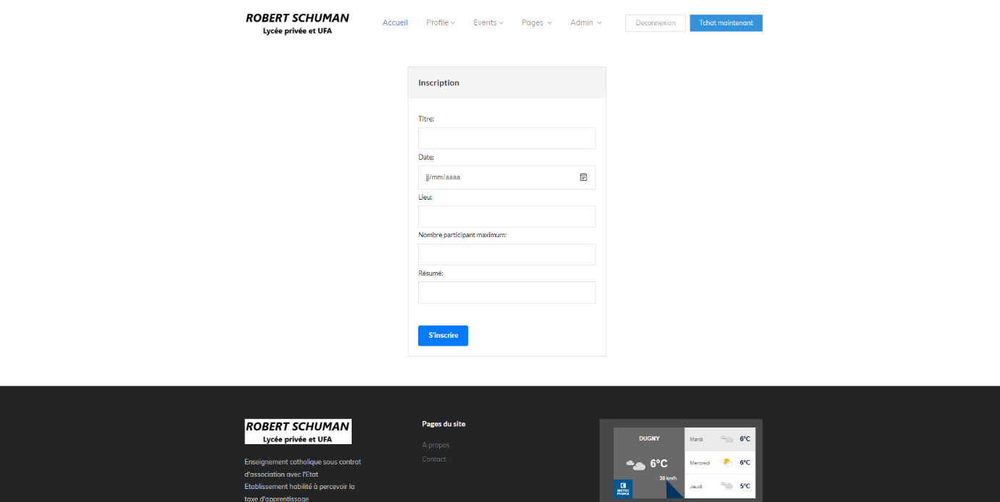 ROBERT SCHUMAN
Lycée privée et UFA
Accueil Profile Events Pages Admin Deconnexion Tchat maintenant
Inscription
Titre:
Date:
jj/mm/aaaa
Lieu:
Nombre participant maximum:
Résumé:
S'inscrire
ROBERT SCHUMAN
Lycée privée et UFA
Enseignement catholique sous contrat
d'association avec l'Etat
Etablissement habilité à percevoir la
taxe d'apprentissage
Pages du site
A propos
Contact
DUGNY
6°C
30 km/h
METEO
FRANCE
Mardi 6°C
Mercredi 6°C
Jeudi 5°C